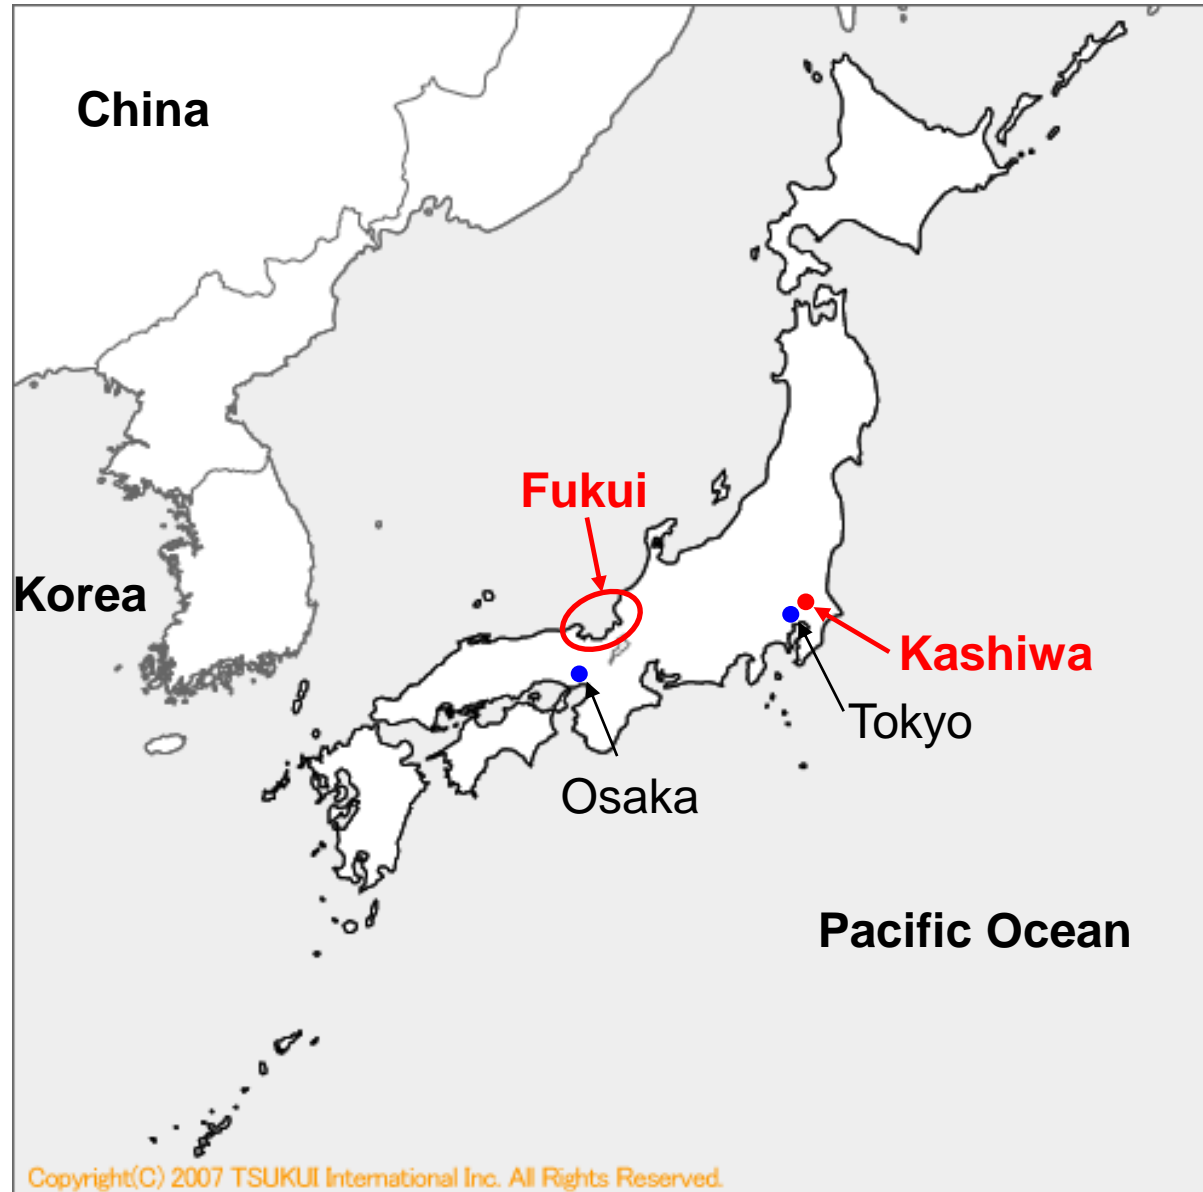 China
Fukui
Korea
Kashiwa
Tokyo
Osaka
Pacific Ocean
Copyright(C) 2007 TSUKUI International Inc. All Rights Reserved.